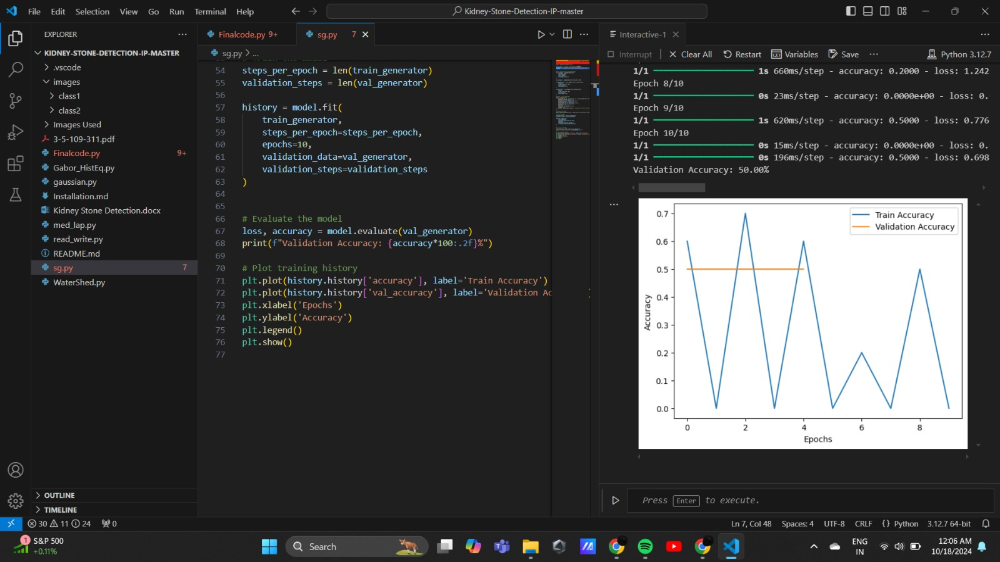 File Edit Selection View Go Run Terminal Help
Kidney-Stone-Detection-IP-master
EXPLORER
KIDNEY-STONE-DETECTION-IP-MASTER
.vscode
images
class1
class2
Images Used
3-5-109-311.pdf
Finalcode.py 9+
Gabor_HistEq.py
gaussian.py
Installation.md
Kidney Stone Detection.docx
med_lap.py
read_write.py
README.md
sg.py 7
WaterShed.py
OUTLINE
TIMELINE
Finalcode.py 9+
sg.py 7
sg.py > ...
54 steps_per_epoch = len(train_generator)
55 validation_steps = len(val_generator)
56
57 history = model.fit(
58 train_generator,
59 steps_per_epoch=steps_per_epoch,
60 epochs=10,
61 validation_data=val_generator,
62 validation_steps=validation_steps
63 )
64
65
66 # Evaluate the model
67 loss, accuracy = model.evaluate(val_generator)
68 print(f"Validation Accuracy: {accuracy*100:.2f}%")
69
70 # Plot training history
71 plt.plot(history.history['accuracy'], label='Train Accuracy')
72 plt.plot(history.history['val_accuracy'], label='Validation Ac
73 plt.xlabel('Epochs')
74 plt.ylabel('Accuracy')
75 plt.legend()
76 plt.show()
77
Interactive-1
Interrupt Clear All Restart Variables Save ... Python 3.12.7
1/1 1s 660ms/step - accuracy: 0.2000 - loss: 1.242
Epoch 8/10
1/1 0s 23ms/step - accuracy: 0.0000e+00 - loss: 0.
Epoch 9/10
1/1 1s 620ms/step - accuracy: 0.5000 - loss: 0.776
Epoch 10/10
1/1 0s 15ms/step - accuracy: 0.0000e+00 - loss: 0.
1/1 0s 196ms/step - accuracy: 0.5000 - loss: 0.698
Validation Accuracy: 50.00%
Train Accuracy
Validation Accuracy
0.7
0.6
0.5
0.4
0.3
0.2
0.1
0.0
Accuracy
0 2 4 6 8
Epochs
Press Enter to execute.
30 11 24 0
Ln 7, Col 48 Spaces: 4 UTF-8 CRLF {} Python 3.12.7 64-bit
1
S&P 500
+0.11%
Search
ENG
IN
12:06 AM
10/18/2024